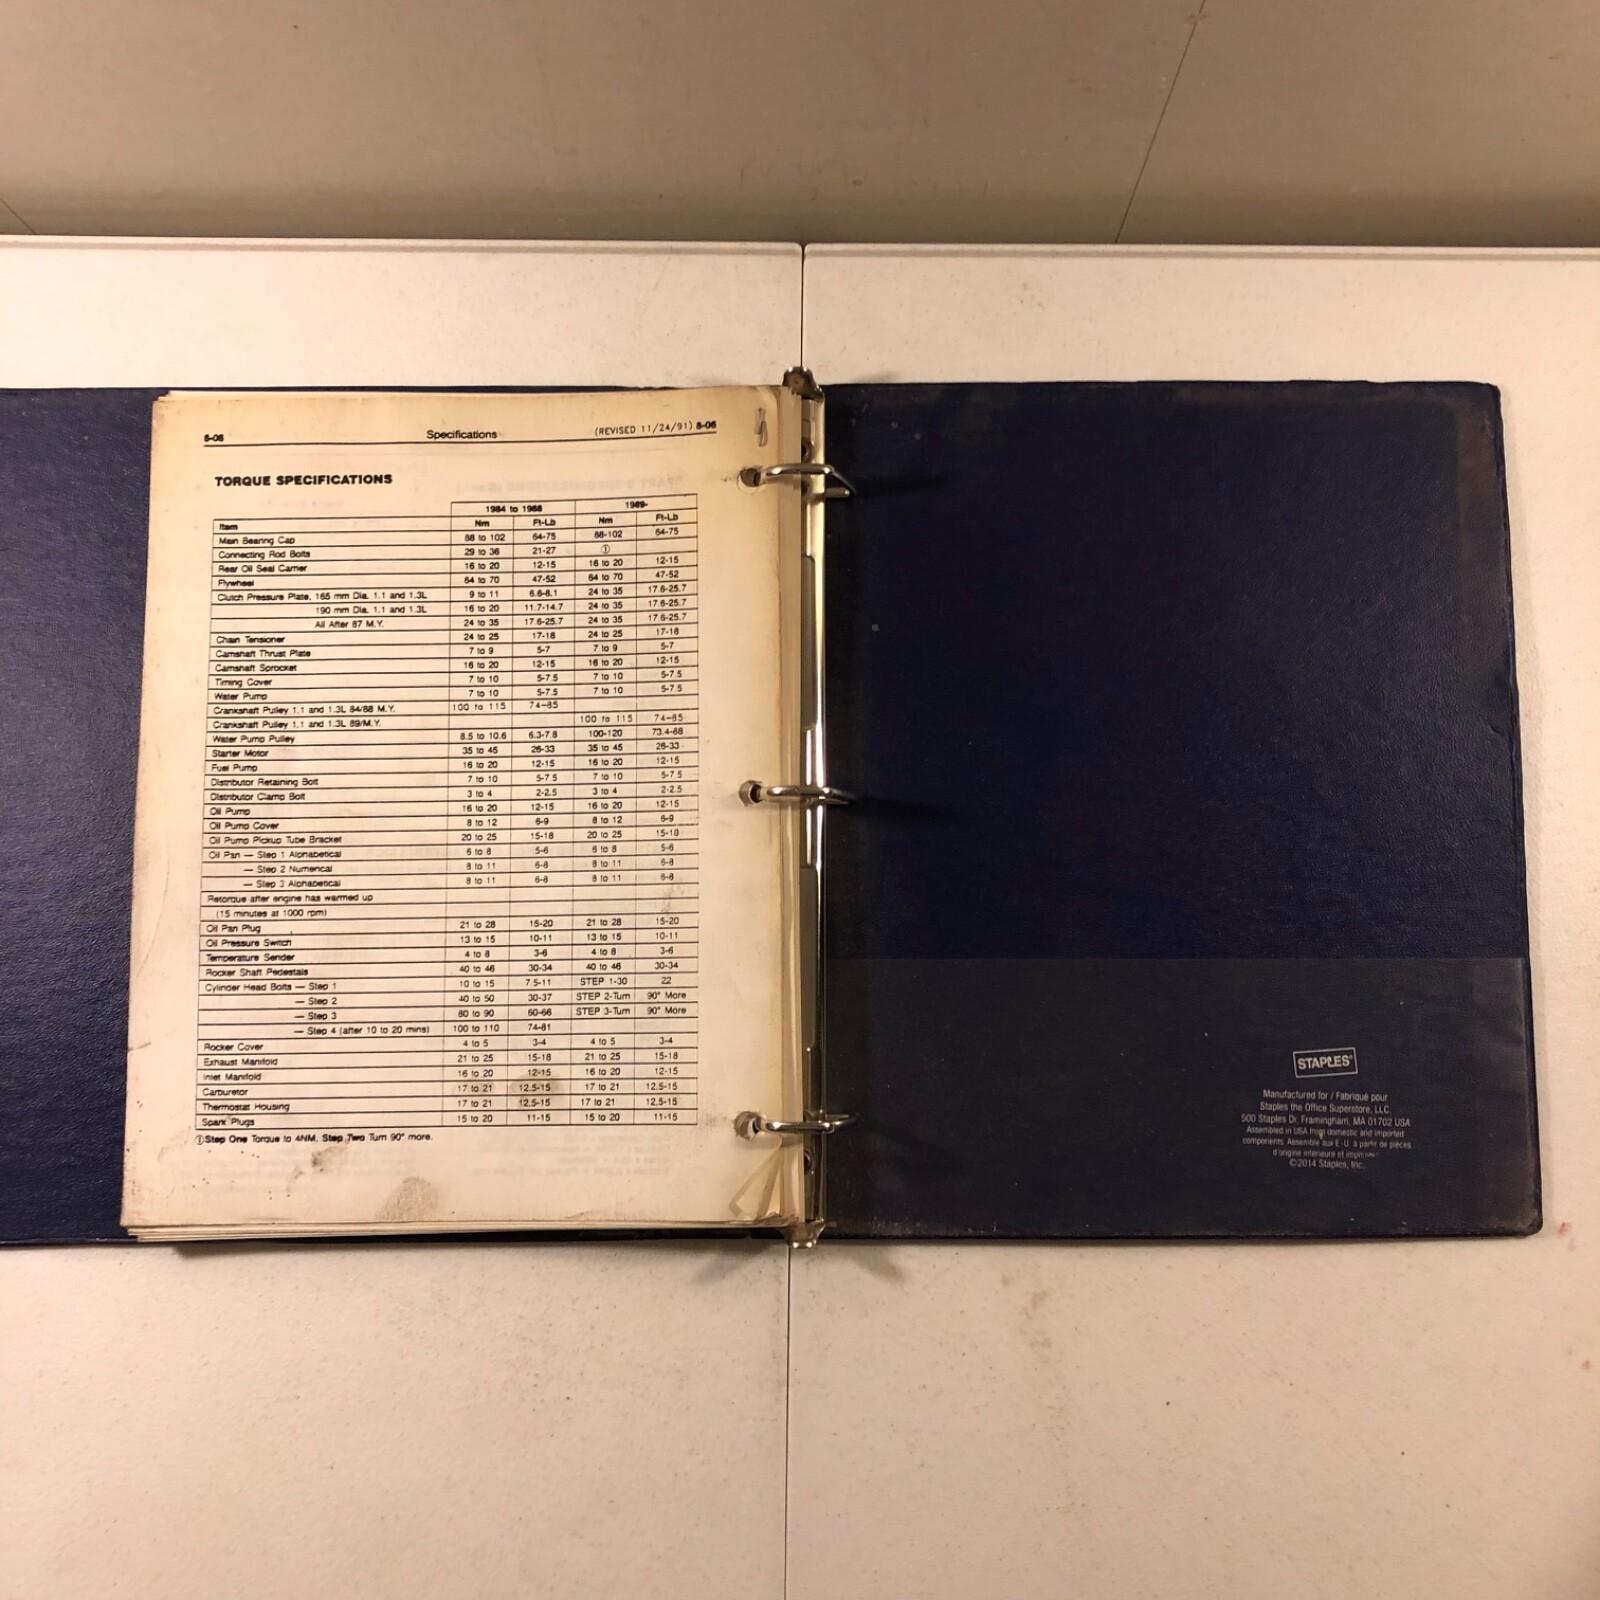 5-06 Specifications (REVISED 11/24/91) 5-06
TORQUE SPECIFICATIONS
1984 to 1988 1989-
Item Nm Ft-Lb Nm Ft-Lb
Main Bearing Cap 88 to 102 64-75 88-102 64-75
Connecting Rod Bolts 29 to 36 21-27 ①
Rear Oil Seal Carrier 16 to 20 12-15 16 to 20 12-15
Flywheel 64 to 70 47-52 64 to 70 47-52
Clutch Pressure Plate, 165 mm Dia. 1.1 and 1.3L 9 to 11 6.6-8.1 24 to 35 17.6-25.7
190 mm Dia. 1.1 and 1.3L 16 to 20 11.7-14.7 24 to 35 17.6-25.7
All After 87 M.Y. 24 to 35 17.6-25.7 24 to 35 17.6-25.7
Chain Tensioner 24 to 25 17-18 24 to 25 17-18
Camshaft Thrust Plate 7 to 9 5-7 7 to 9 5-7
Camshaft Sprocket 16 to 20 12-15 16 to 20 12-15
Timing Cover 7 to 10 5-7.5 7 to 10 5-7.5
Water Pump 7 to 10 5-7.5 7 to 10 5-7.5
Crankshaft Pulley 1.1 and 1.3L 84/88 M.Y. 100 to 115 74-85
Crankshaft Pulley 1.1 and 1.3L 89/M.Y. 100 to 115 74-85
Water Pump Pulley 8.5 to 10.6 6.3-7.8 100-120 73.4-88
Starter Motor 35 to 45 26-33 35 to 45 26-33
Fuel Pump 16 to 20 12-15 16 to 20 12-15
Distributor Retaining Bolt 7 to 10 5-7.5 7 to 10 5-7.5
Distributor Clamp Bolt 3 to 4 2-2.5 3 to 4 2-2.5
Oil Pump 16 to 20 12-15 16 to 20 12-15
Oil Pump Cover 8 to 12 6-9 8 to 12 6-9
Oil Pump Pickup Tube Bracket 20 to 25 15-18 20 to 25 15-18
Oil Pan — Step 1 Alphabetical 6 to 8 5-6 6 to 8 5-6
— Step 2 Numerical 8 to 11 6-8 8 to 11 6-8
— Step 3 Alphabetical 8 to 11 6-8 8 to 11 6-8
Retorque after engine has warmed up
(15 minutes at 1000 rpm)
Oil Pan Plug 21 to 28 15-20 21 to 28 15-20
Oil Pressure Switch 13 to 15 10-11 13 to 15 10-11
Temperature Sender 4 to 8 3-6 4 to 8 3-6
Rocker Shaft Pedestals 40 to 46 30-34 40 to 46 30-34
Cylinder Head Bolts — Step 1 10 to 15 7.5-11 STEP 1-30 22
— Step 2 40 to 50 30-37 STEP 2-Turn 90° More
— Step 3 80 to 90 60-66 STEP 3-Turn 90° More
— Step 4 (after 10 to 20 mins) 100 to 110 74-81
Rocker Cover 4 to 5 3-4 4 to 5 3-4
Exhaust Manifold 21 to 25 15-18 21 to 25 15-18
Inlet Manifold 16 to 20 12-15 16 to 20 12-15
Carburetor 17 to 21 12.5-15 17 to 21 12.5-15
Thermostat Housing 17 to 21 12.5-15 17 to 21 12.5-15
Spark Plugs 15 to 20 11-15 15 to 20 11-15
①Step One Torque to 4NM, Step Two Turn 90° more.
STAPLES
Manufactured for / Fabriqué pour
Staples the Office Superstore, LLC.
500 Staples Dr, Framingham, MA 01702 USA
Assembled in USA from domestic and imported
components. Assemblé aux E.-U. à partir de pièces
d'origine intérieure et
©2014 Staples, Inc.